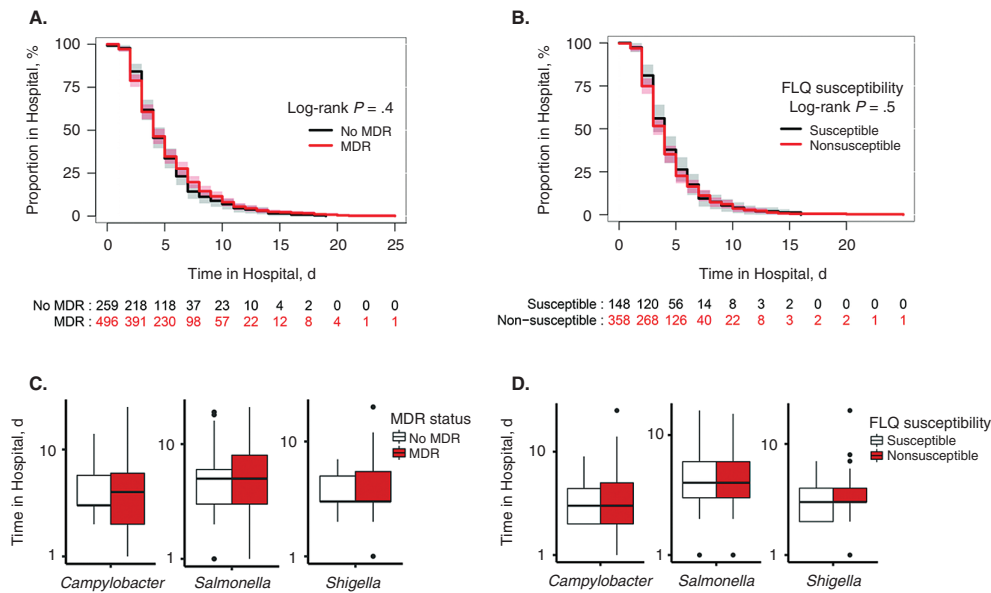 A.
Proportion in Hospital, %
100
75
50
25
0
Log-rank P = .4
No MDR
MDR
0 5 10 15 20 25
Time in Hospital, d
No MDR : 259 218 118 37 23 10 4 2 0 0 0
MDR : 496 391 230 98 57 22 12 8 4 1 1
B.
Proportion in Hospital, %
100
75
50
25
0
FLQ susceptibility
Log-rank P = .5
Susceptible
Nonsusceptible
0 5 10 15 20
Time in Hospital, d
Susceptible : 148 120 56 14 8 3 2 0 0 0 0
Non-susceptible : 358 268 126 40 22 8 3 2 2 1 1
C.
Time in Hospital, d
10
1
Campylobacter
10
1
Salmonella
10
1
Shigella
MDR status
No MDR
MDR
D.
Time in Hospital, d
10
1
Campylobacter
10
1
Salmonella
10
1
Shigella
FLQ susceptibility
Susceptible
Nonsusceptible